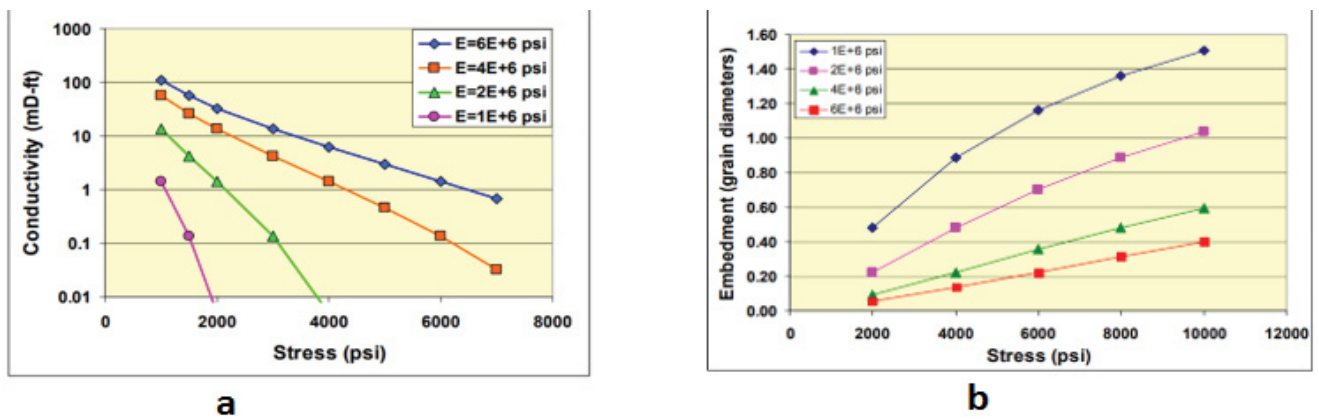 1000
100
10
1
0.1
0.01
Conductivity (mD-ft)
E=6E+6 psi
E=4E+6 psi
E=2E+6 psi
E=1E+6 psi
0 2000 4000 6000 8000
Stress (psi)
a
1.60
1.40
1.20
1.00
0.80
0.60
0.40
0.20
0.00
Embedment (grain diameters)
1E+6 psi
2E+6 psi
4E+6 psi
6E+6 psi
0 2000 4000 6000 8000 10000 12000
Stress (psi)
b